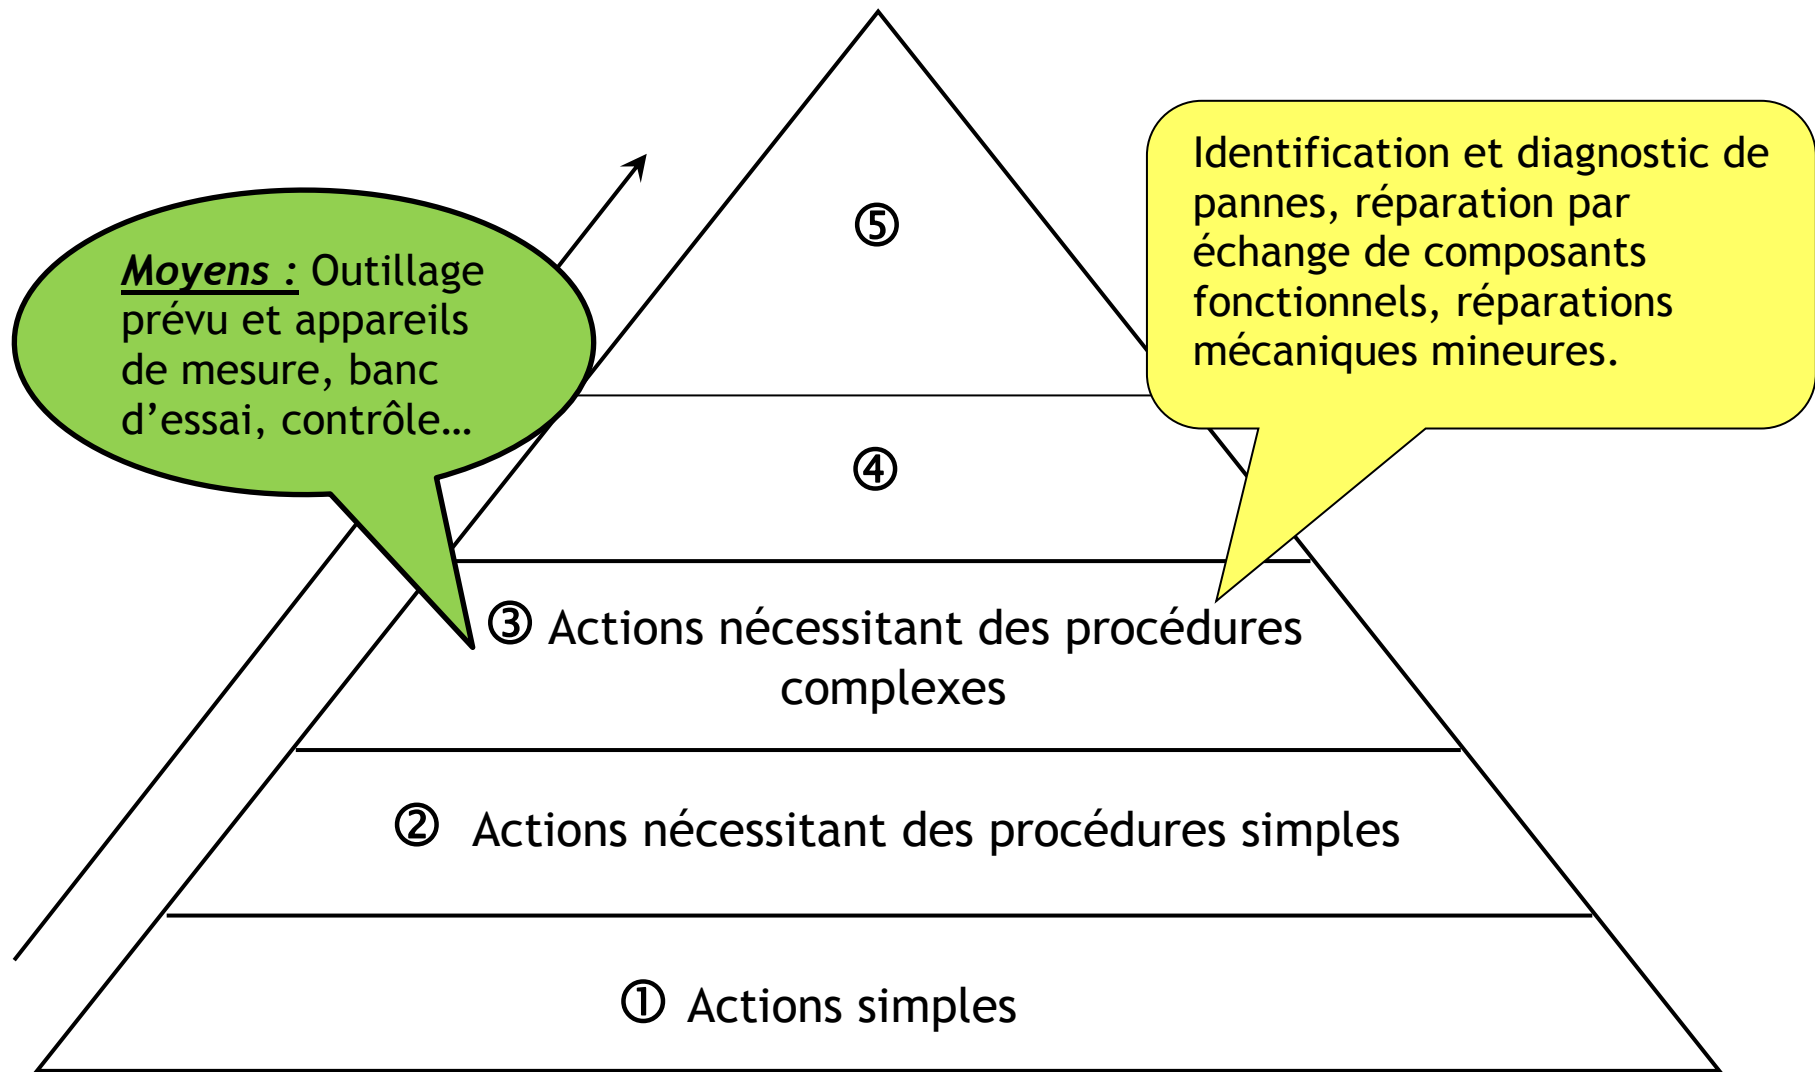 Identification et diagnostic de
pannes, réparation par
échange de composants
fonctionnels, réparations
mécaniques mineures.
⑤
Moyens : Outillage
prévu et appareils
de mesure, banc
d’essai, contrôle…
④
③ Actions nécessitant des procédures
complexes
② Actions nécessitant des procédures simples
① Actions simples